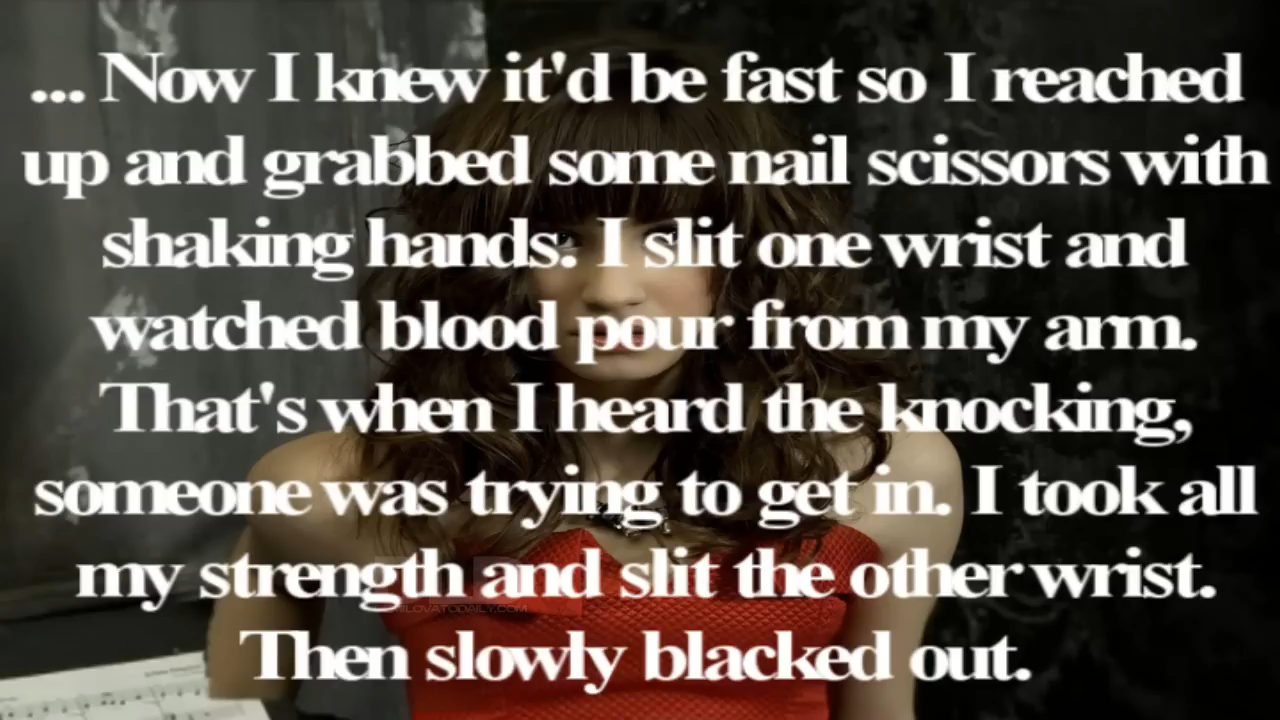 ... Now I knew it'd be fast so I reached
up and grabbed some nail scissors with
shaking hands. I slit one wrist and
watched blood pour from my arm.
That's when I heard the knocking,
someone was trying to get in. I took all
my strength and slit the other wrist.
Then slowly blacked out.